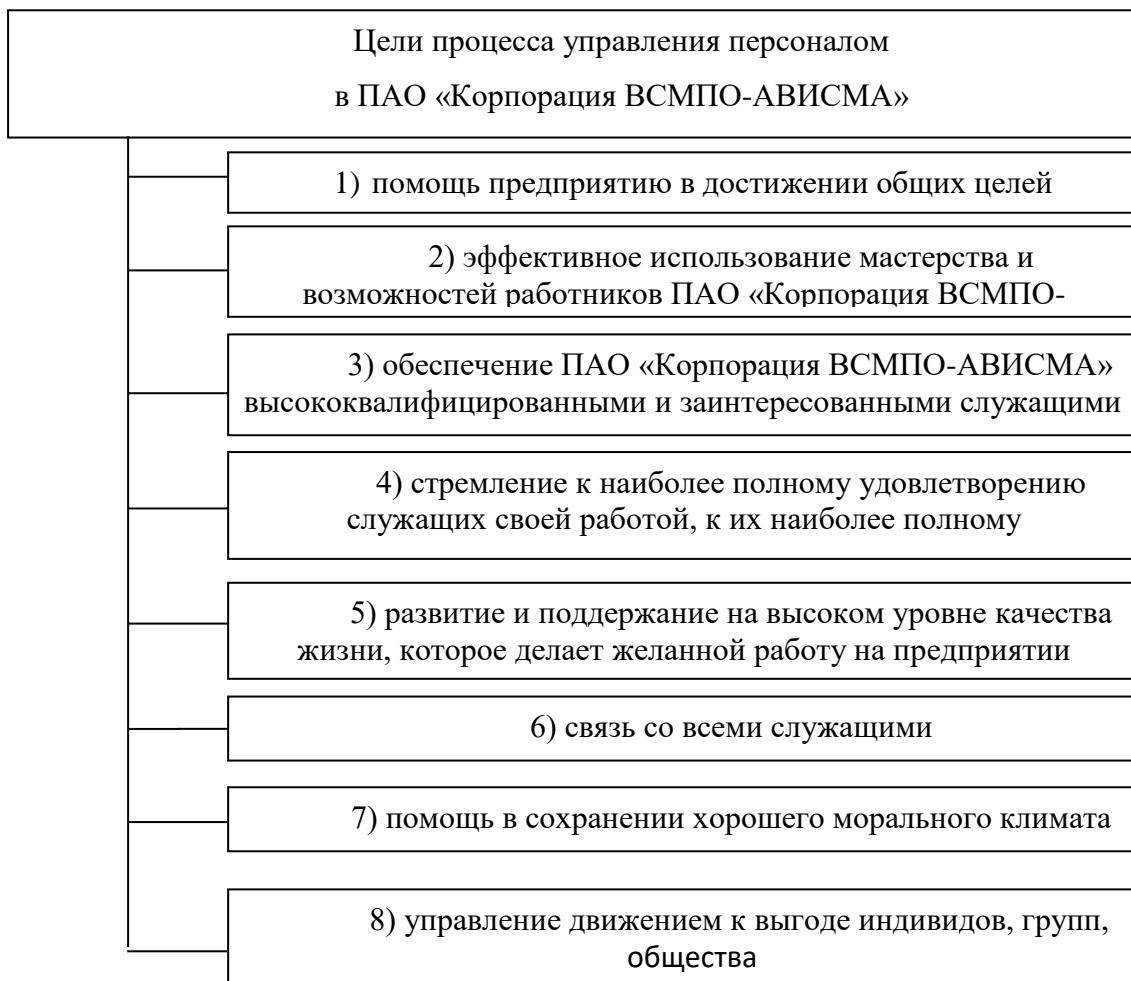 Цели процесса управления персоналом
в ПАО «Корпорация ВСМПО-АВИСМА»
1) помощь предприятию в достижении общих целей
2) эффективное использование мастерства и
возможностей работников ПАО «Корпорация ВСМПО-
3) обеспечение ПАО «Корпорация ВСМПО-АВИСМА»
высококвалифицированными и заинтересованными служащими
4) стремление к наиболее полному удовлетворению
служащих своей работой, к их наиболее полному
5) развитие и поддержание на высоком уровне качества
жизни, которое делает желанной работу на предприятии
6) связь со всеми служащими
7) помощь в сохранении хорошего морального климата
8) управление движением к выгоде индивидов, групп,
общества